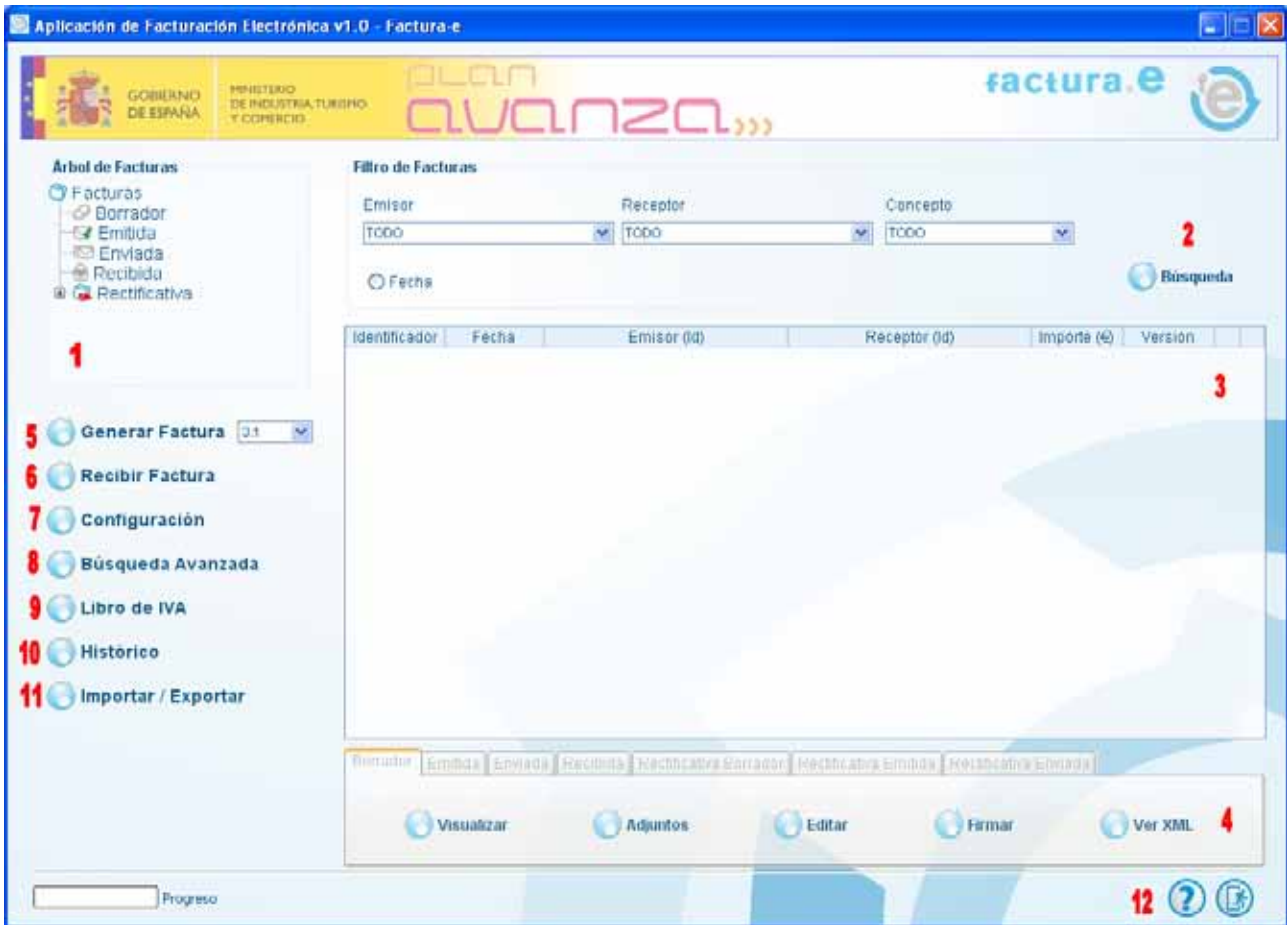 Aplicación de Facturación Electrónica v1.0 - Factura-e
GOBIERNO DE ESPAÑA
MINISTERIO DE INDUSTRIA, TURISMO Y COMERCIO
PLAN avanza
factura.e
e
Arbol de Facturas
Facturas
Borrador
Emitida
Enviada
Recibida
Rectificativa
1
Filtro de Facturas
Emisor Receptor Concepto
TODO TODO TODO
2
Fecha
Búsqueda
Identificador Fecha Emisor (Id) Receptor (Id) Importe (€) Version
3
5 Generar Factura 3.1
6 Recibir Factura
7 Configuración
8 Búsqueda Avanzada
9 Libro de IVA
10 Histórico
11 Importar / Exportar
Borrador Emitida Enviada Recibida Rectificativa Borrador Rectificativa Emitida Rectificativa Enviada
Visualizar Adjuntos Editar Firmar Ver XML 4
Progreso
12 ?